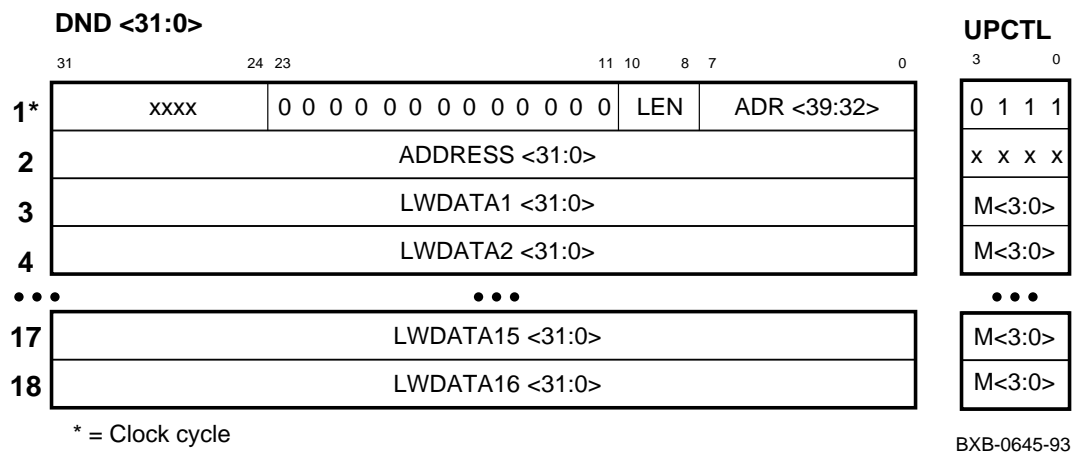 DND <31:0> UPCTL
31 24 23 11 10 8 7 0 3 0
1* xxxx 0 0 0 0 0 0 0 0 0 0 0 0 0 LEN ADR <39:32> 0 1 1 1
2 ADDRESS <31:0> x x x x
3 LWDATA1 <31:0> M<3:0>
4 LWDATA2 <31:0> M<3:0>
••• ••• •••
17 LWDATA15 <31:0> M<3:0>
18 LWDATA16 <31:0> M<3:0>
* = Clock cycle
BXB-0645-93